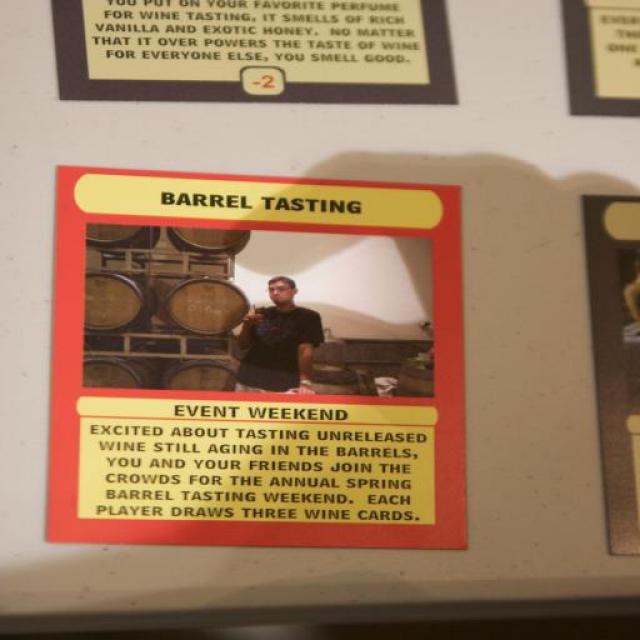 YOU PUT ON YOUR FAVORITE PERFUME
FOR WINE TASTING, IT SMELLS OF RICH
VANILLA AND EXOTIC HONEY. NO MATTER
THAT IT OVER POWERS THE TASTE OF WINE
FOR EVERYONE ELSE, YOU SMELL GOOD.
-2
BARREL TASTING
EVENT WEEKEND
EXCITED ABOUT TASTING UNRELEASED
WINE STILL AGING IN THE BARRELS,
YOU AND YOUR FRIENDS JOIN THE
CROWDS FOR THE ANNUAL SPRING
BARREL TASTING WEEKEND. EACH
PLAYER DRAWS THREE WINE CARDS.